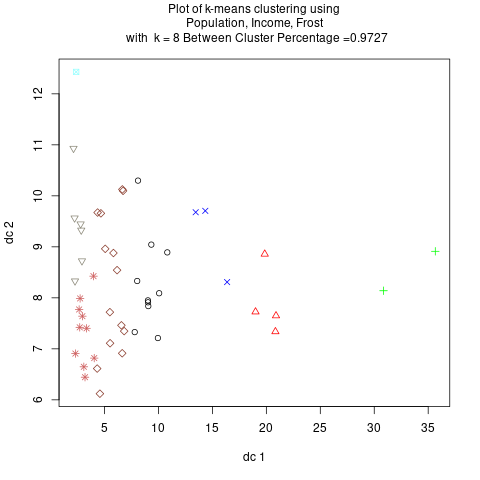 Plot of k-means clustering using
Population, Income, Frost
with k = 8 Between Cluster Percentage =0.9727
12
11
10
9
8
7
6
dc 2
5 10 15 20 25 30 35
dc 1